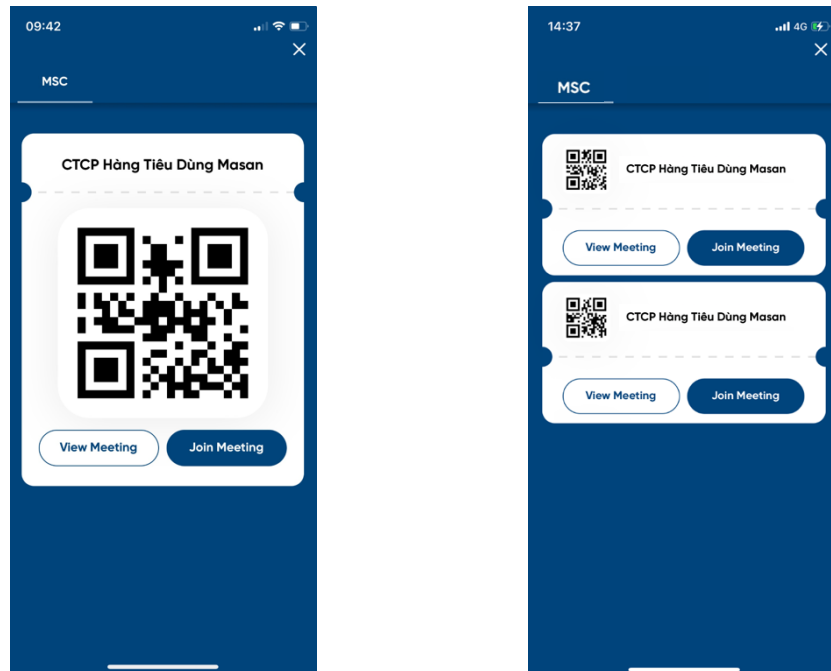 09:42
MSC
CTCP Hàng Tiêu Dùng Masan
View Meeting
Join Meeting
14:37
4G
MSC
CTCP Hàng Tiêu Dùng Masan
View Meeting
Join Meeting
CTCP Hàng Tiêu Dùng Masan
View Meeting
Join Meeting